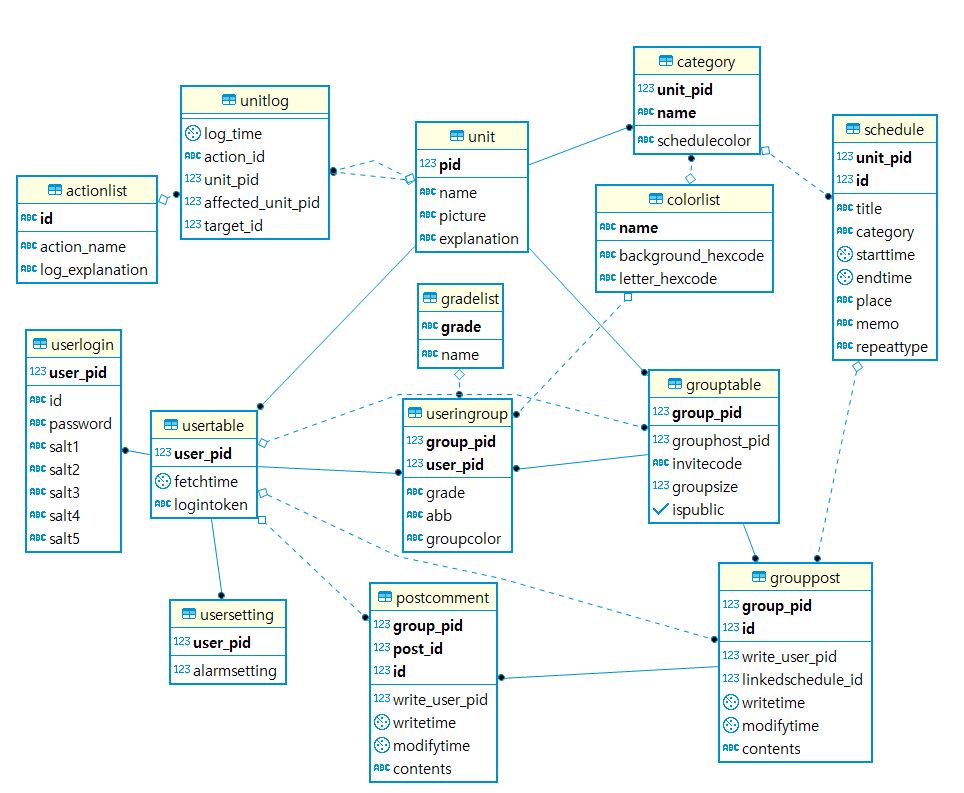 category
123 unit_pid
ABC name
ABC schedulecolor
unitlog
log_time
ABC action_id
123 unit_pid
123 affected_unit_pid
123 target_id
unit
123 pid
ABC name
ABC picture
ABC explanation
schedule
123 unit_pid
123 id
ABC title
ABC category
starttime
endtime
ABC place
ABC memo
ABC repeattype
actionlist
ABC id
ABC action_name
ABC log_explanation
colorlist
ABC name
ABC background_hexcode
ABC letter_hexcode
gradelist
ABC grade
ABC name
userlogin
123 user_pid
ABC id
ABC password
ABC salt1
ABC salt2
ABC salt3
ABC salt4
ABC salt5
usertable
123 user_pid
fetchtime
ABC logintoken
useringroup
123 group_pid
123 user_pid
ABC grade
ABC abb
ABC groupcolor
grouptable
123 group_pid
123 grouphost_pid
ABC invitecode
123 groupsize
ispublic
usersetting
123 user_pid
123 alarmsetting
postcomment
123 group_pid
123 post_id
123 id
123 write_user_pid
writetime
modifytime
ABC contents
grouppost
123 group_pid
123 id
123 write_user_pid
123 linkedschedule_id
writetime
modifytime
ABC contents